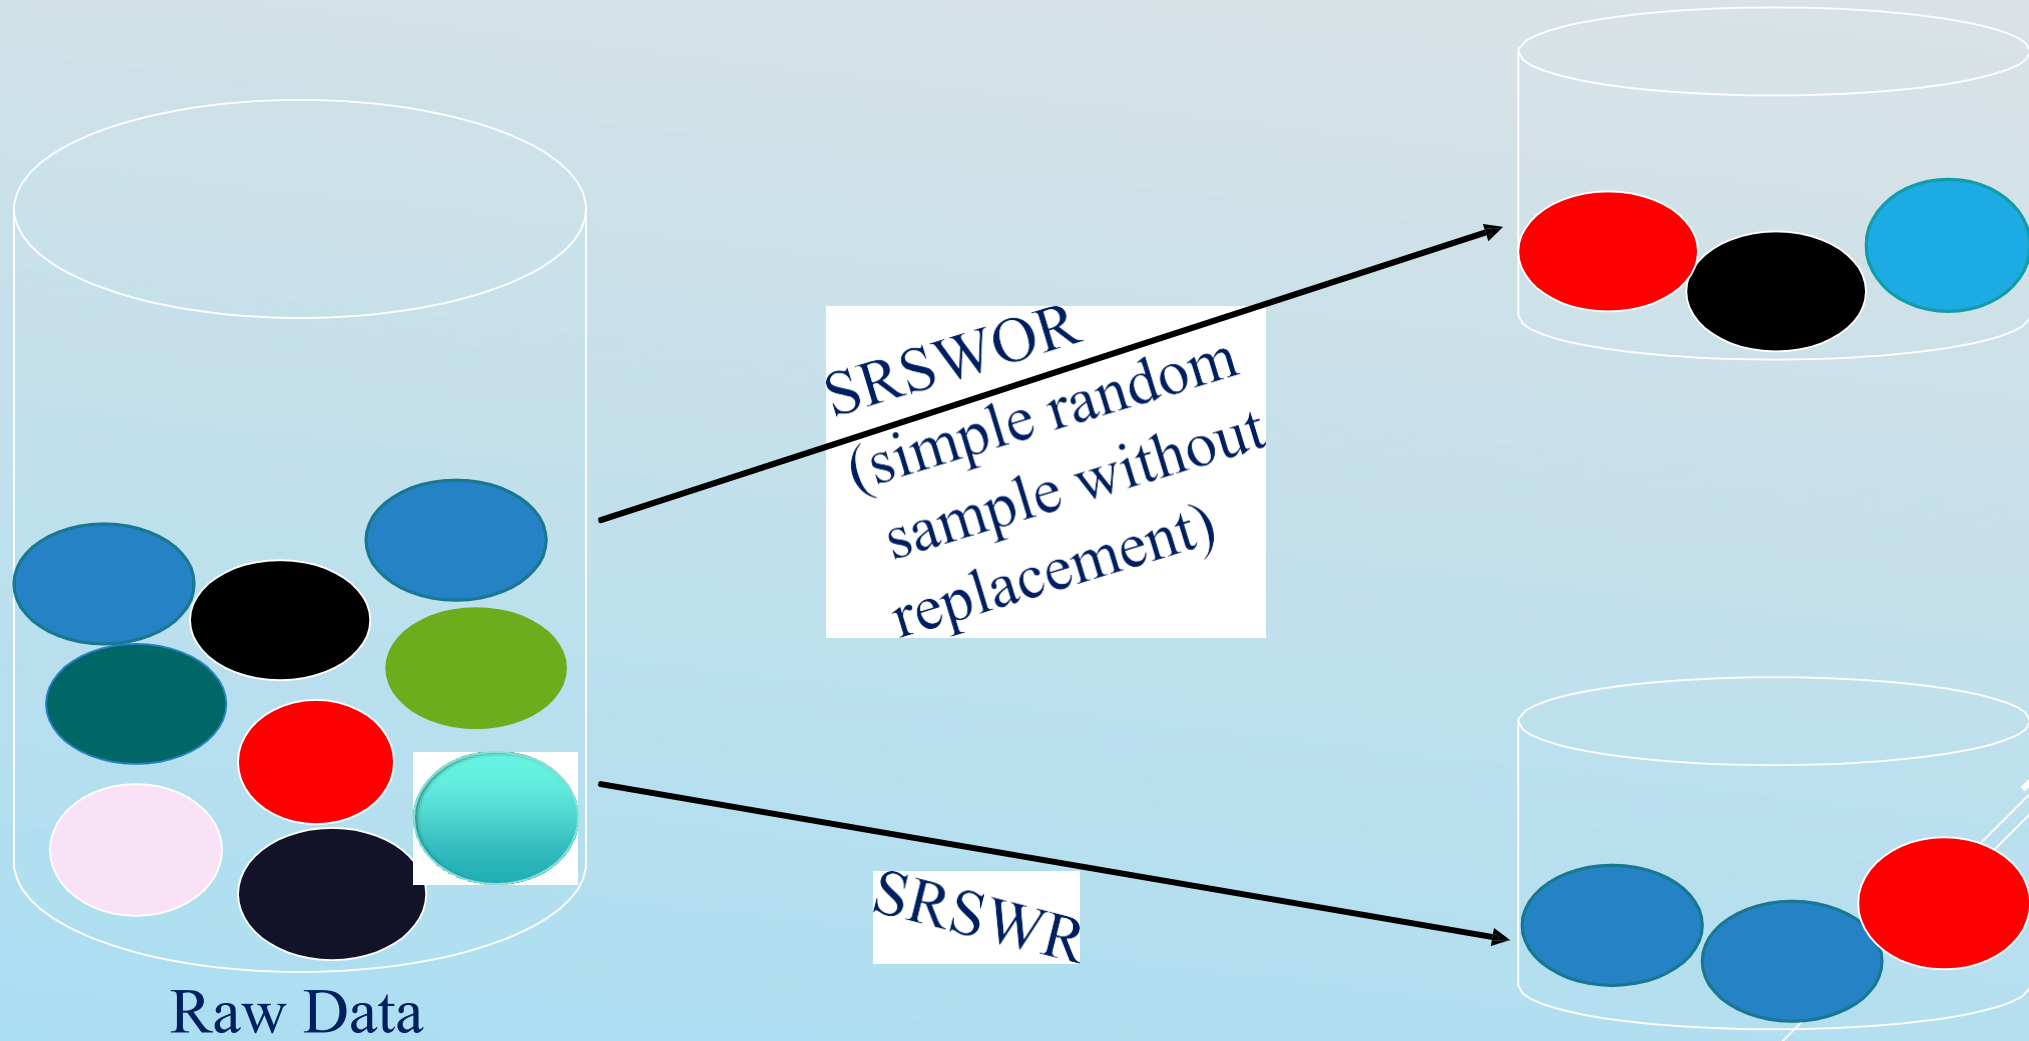 SRSWOR
(simple random
sample without
replacement)
SRSWR
Raw Data